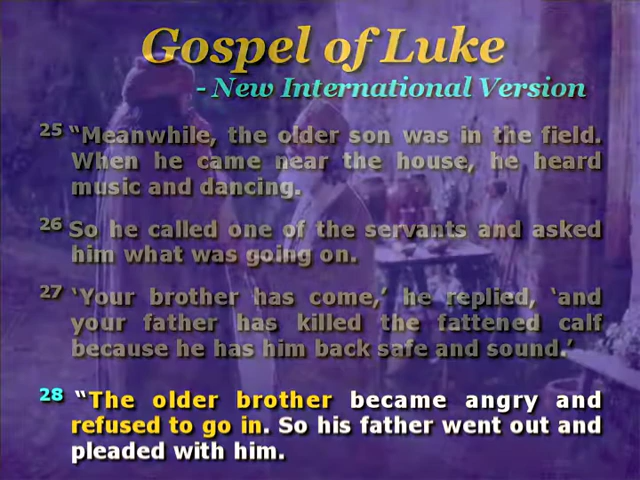 Gospel of Luke
- New International Version
25 “Meanwhile, the older son was in the field.
When he came near the house, he heard
music and dancing.
26 So he called one of the servants and asked
him what was going on.
27 ‘Your brother has come,’ he replied, ‘and
your father has killed the fattened calf
because he has him back safe and sound.’
28 “The older brother became angry and
refused to go in. So his father went out and
pleaded with him.